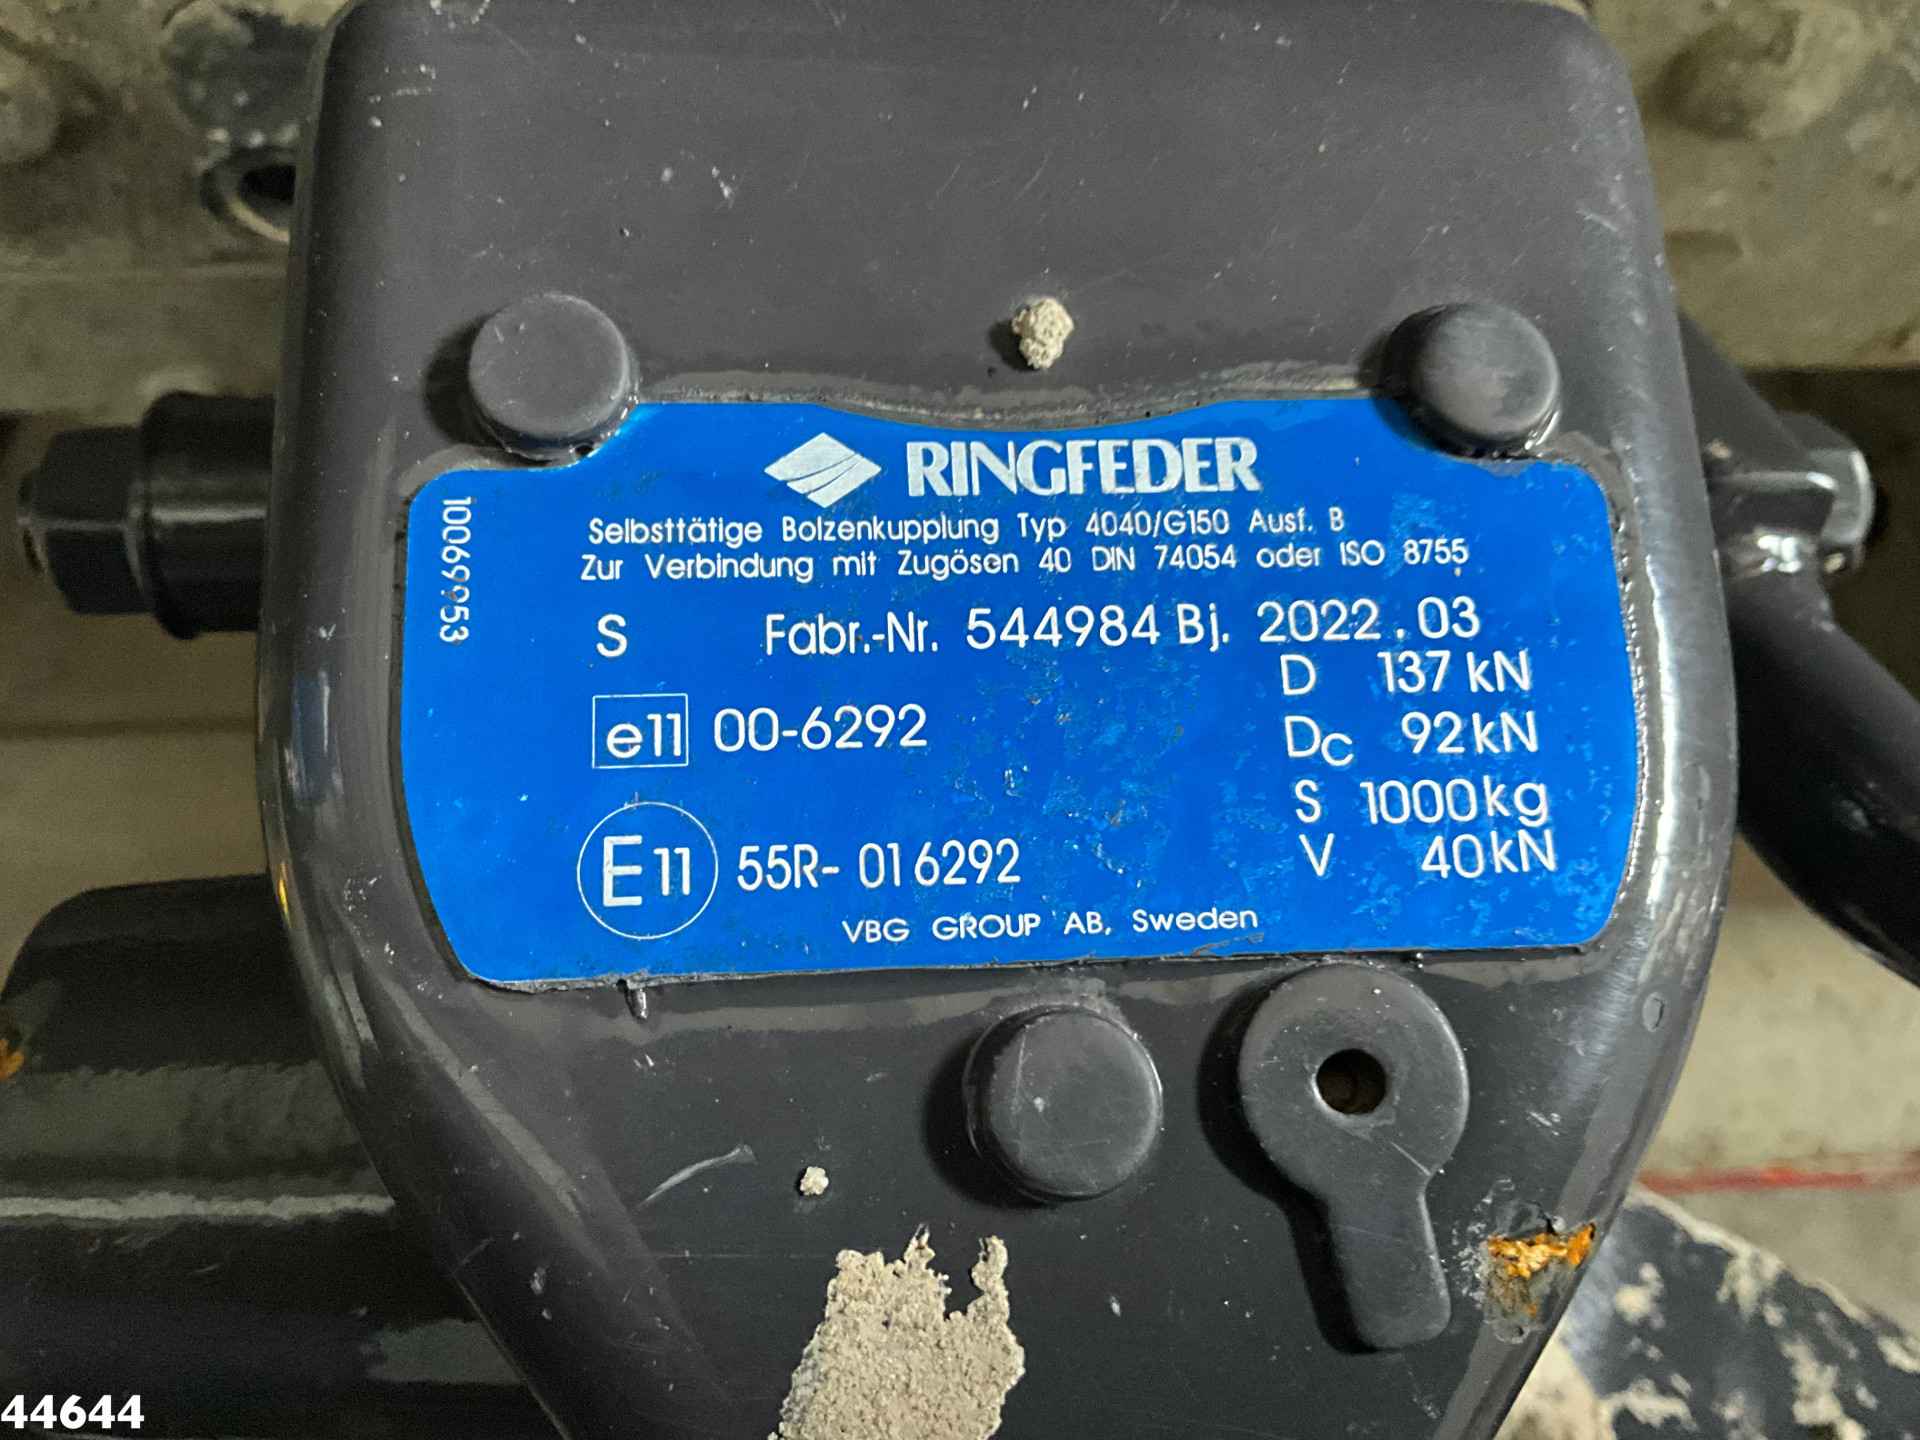 RINGFEDER
Selbsttätige Bolzenkupplung Typ 4040/G150 Ausf. B
Zur Verbindung mit Zugösen 40 DIN 74054 oder ISO 8755
10069953
S Fabr.-Nr. 544984 Bj. 2022.03
D 137 kN
e11 00-6292
Dc 92 kN
S 1000 kg
E11 55R- 01 6292
V 40 kN
VBG GROUP AB, Sweden
44644